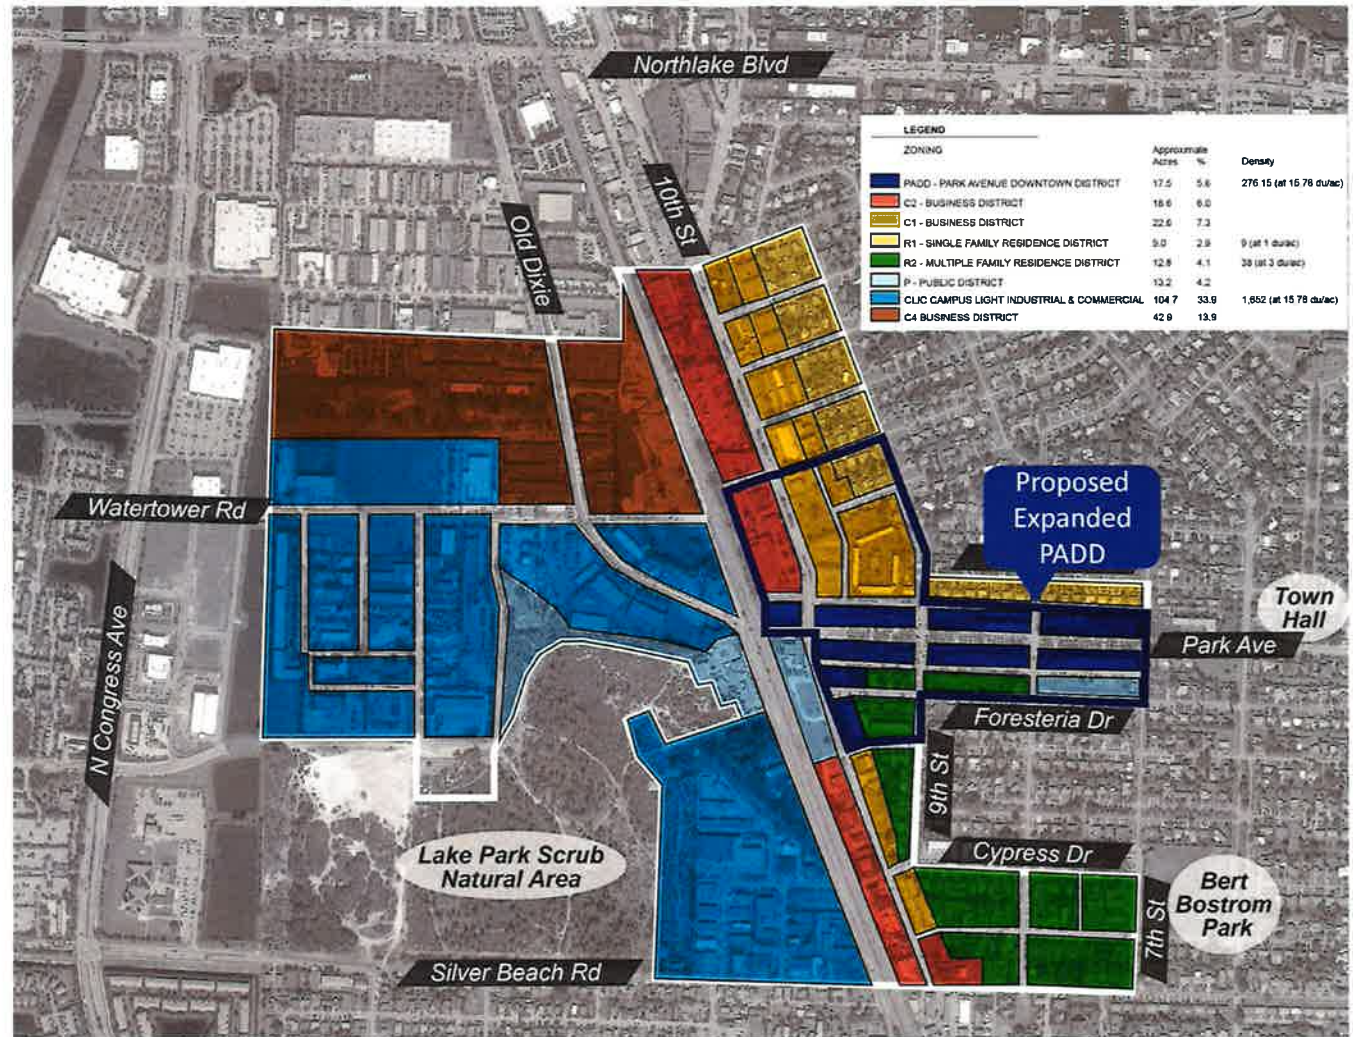 Northlake Blvd
LEGEND
ZONING Approximate Acres % Density
PADD - PARK AVENUE DOWNTOWN DISTRICT 17.5 5.6 276 15 (at 15.78 du/ac)
C2 - BUSINESS DISTRICT 18.6 6.0
C1 - BUSINESS DISTRICT 22.6 7.3
R1 - SINGLE FAMILY RESIDENCE DISTRICT 9.0 2.9 9 (at 1 du/ac)
R2 - MULTIPLE FAMILY RESIDENCE DISTRICT 12.8 4.1 38 (at 3 du/ac)
P - PUBLIC DISTRICT 13.2 4.2
CLIC CAMPUS LIGHT INDUSTRIAL & COMMERCIAL 104.7 33.9 1,652 (at 15 78 du/ac)
C4 BUSINESS DISTRICT 42.9 13.9
10th St
Old Dixie
Watertower Rd
Proposed
Expanded
PADD
Town
Hall
Park Ave
N Congress Ave
Foresteria Dr
9th St
Cypress Dr
Lake Park Scrub
Natural Area
Bert
Bostrom
Park
7th St
Silver Beach Rd